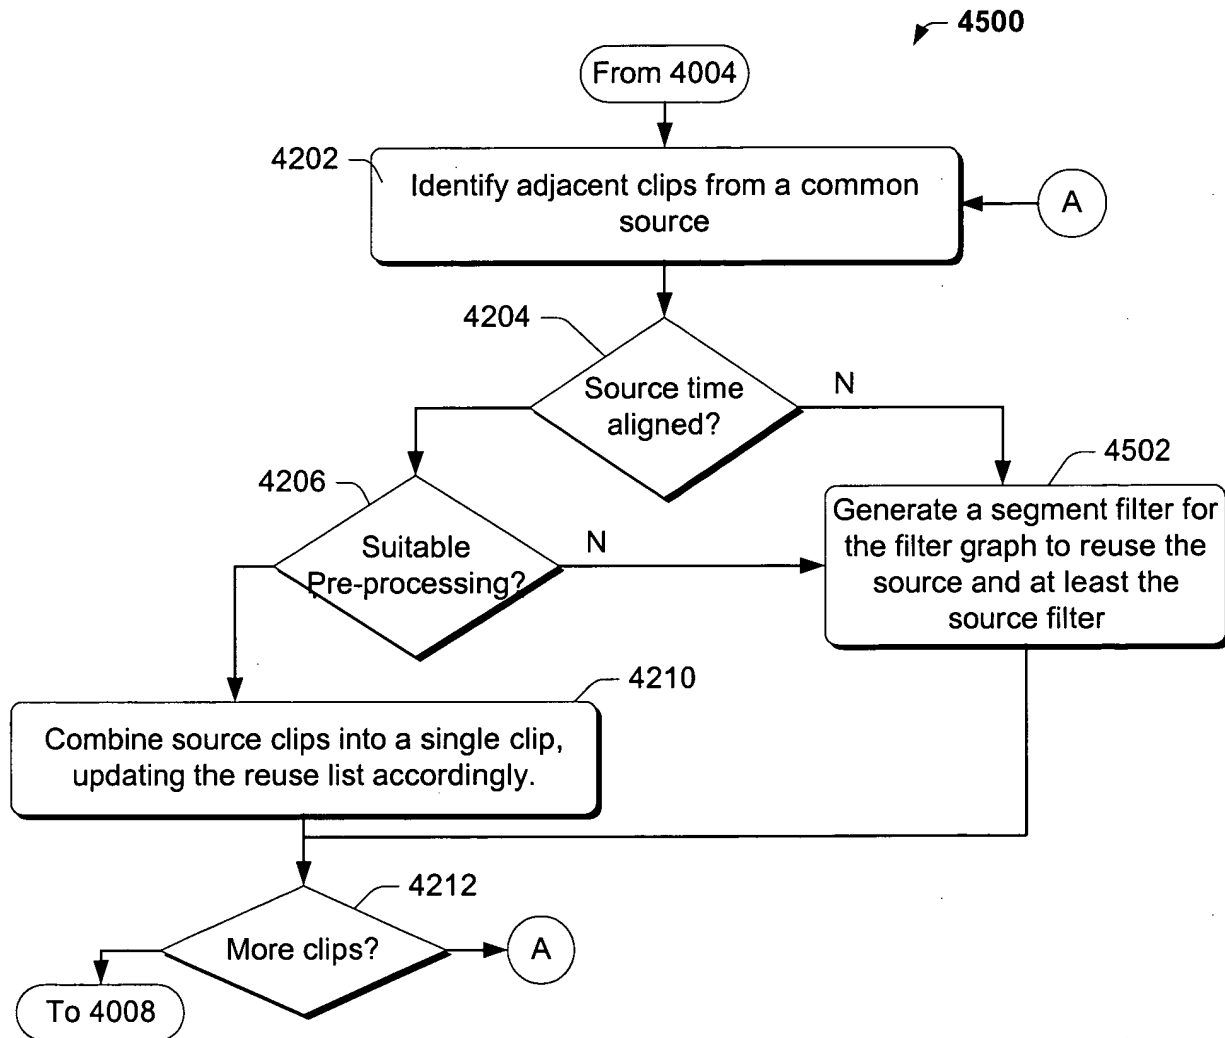 4500
From 4004
4202
Identify adjacent clips from a common
source
A
4204
Source time
aligned?
N
4206
Suitable
Pre-processing?
N
4502
Generate a segment filter for
the filter graph to reuse the
source and at least the
source filter
4210
Combine source clips into a single clip,
updating the reuse list accordingly.
4212
More clips?
A
To 4008